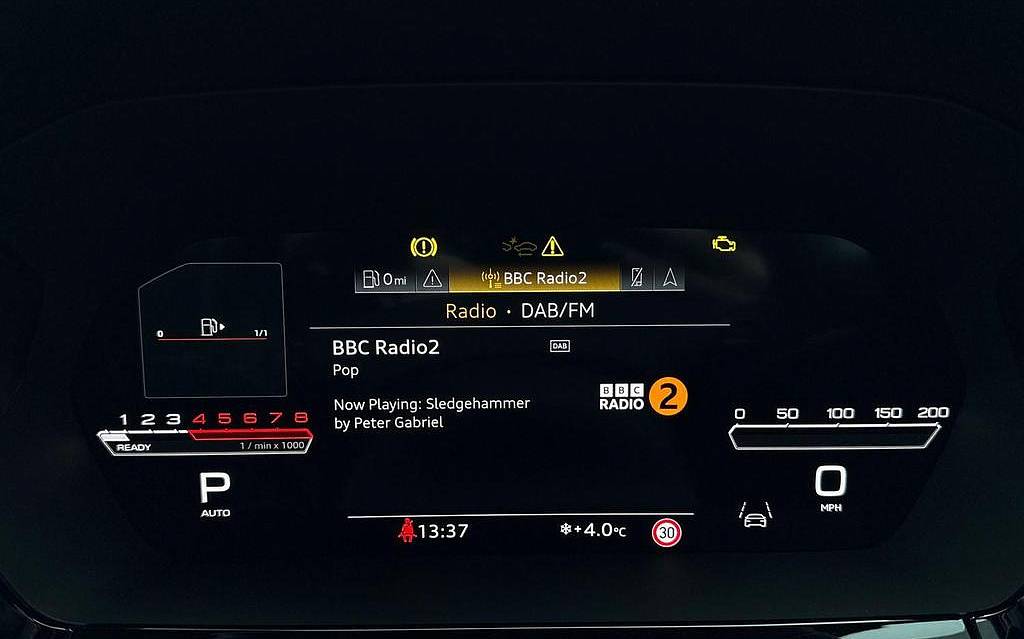 0 mi
BBC Radio2
Radio · DAB/FM
BBC Radio2
DAB
Pop
0
1/1
Now Playing: Sledgehammer
by Peter Gabriel
BBC
RADIO 2
1 2 3 4 5 6 7 8
READY
1 / min x 1000
0 50 100 150 200
P
AUTO
0
MPH
13:37
+4.0°C
30